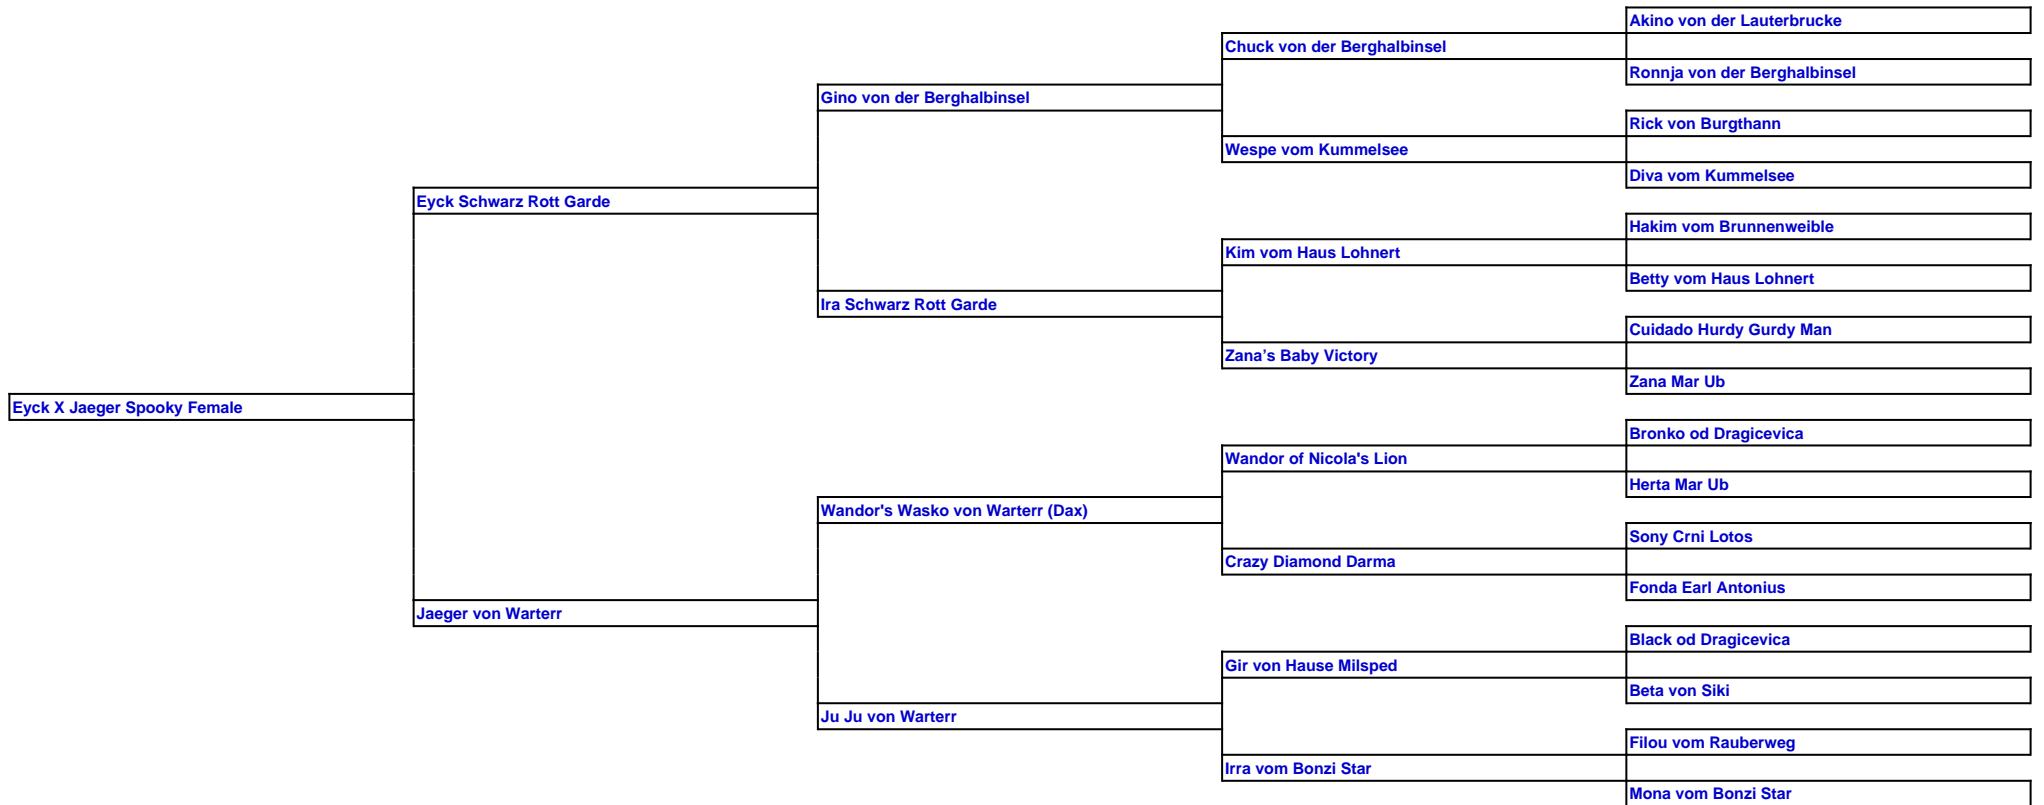 Akino von der Lauterbrucke
Chuck von der Berghalbinsel
Ronnja von der Berghalbinsel
Gino von der Berghalbinsel
Rick von Burgthann
Wespe vom Kummelsee
Diva vom Kummelsee
Eyck Schwarz Rott Garde
Hakim vom Brunnenweible
Kim vom Haus Lohnert
Betty vom Haus Lohnert
Ira Schwarz Rott Garde
Cuidado Hurdy Gurdy Man
Zana’s Baby Victory
Zana Mar Ub
Eyck X Jaeger Spooky Female
Bronko od Dragicevica
Wandor of Nicola's Lion
Herta Mar Ub
Wandor's Wasko von Warterr (Dax)
Sony Crni Lotos
Crazy Diamond Darma
Fonda Earl Antonius
Jaeger von Warterr
Black od Dragicevica
Gir von Hause Milsped
Beta von Siki
Ju Ju von Warterr
Filou vom Rauberweg
Irra vom Bonzi Star
Mona vom Bonzi Star